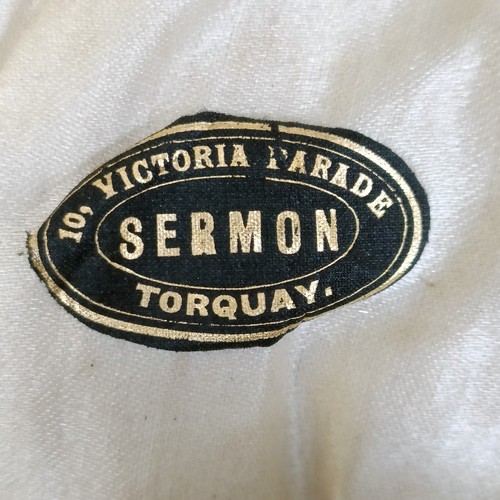 10, VICTORIA PARADE
SERMON
TORQUAY.